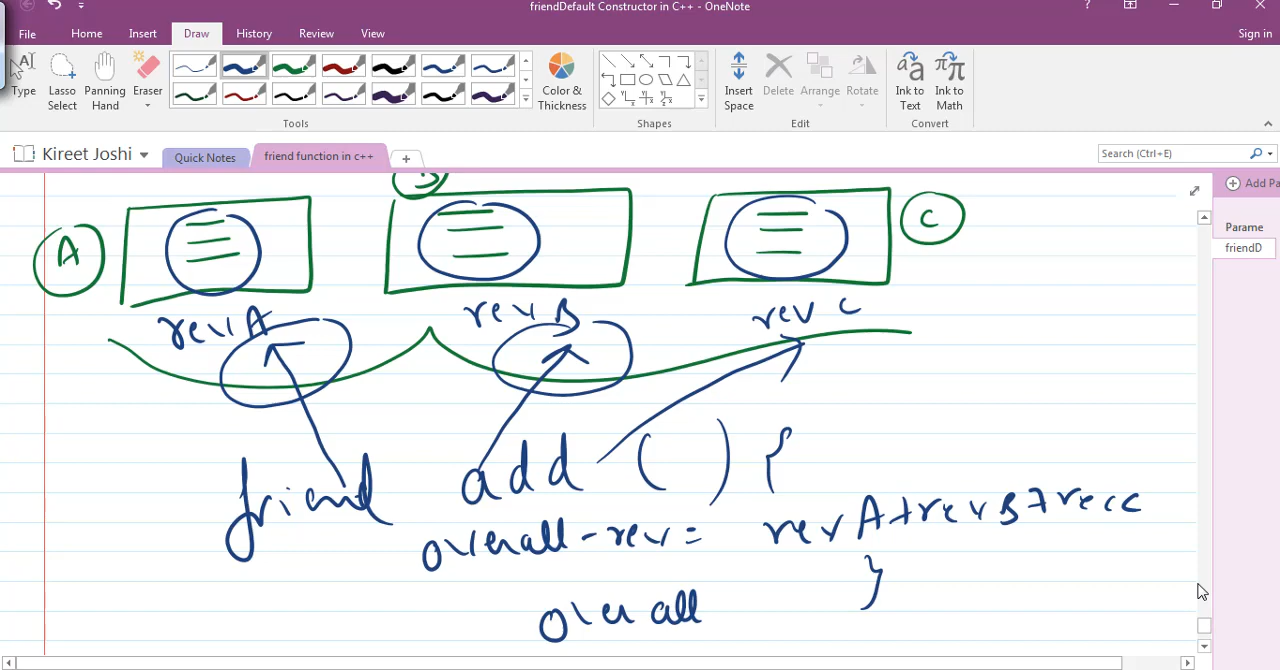 friendDefault Constructor in C++ - OneNote
?
File Home Insert Draw History Review View
Sign in
Type
Lasso Select
Panning Hand
Eraser
Color & Thickness
Insert Space
Delete
Arrange
Rotate
Ink to Text
Ink to Math
Tools
Shapes
Edit
Convert
Kireet Joshi
Quick Notes
friend function in c++
Search (Ctrl+E)
Add Pa
Parame
friendD
A
B
C
rev A
rev B
rev C
friend add ( ) {
overall-rev = rev A + rev B + rev C
}
overall